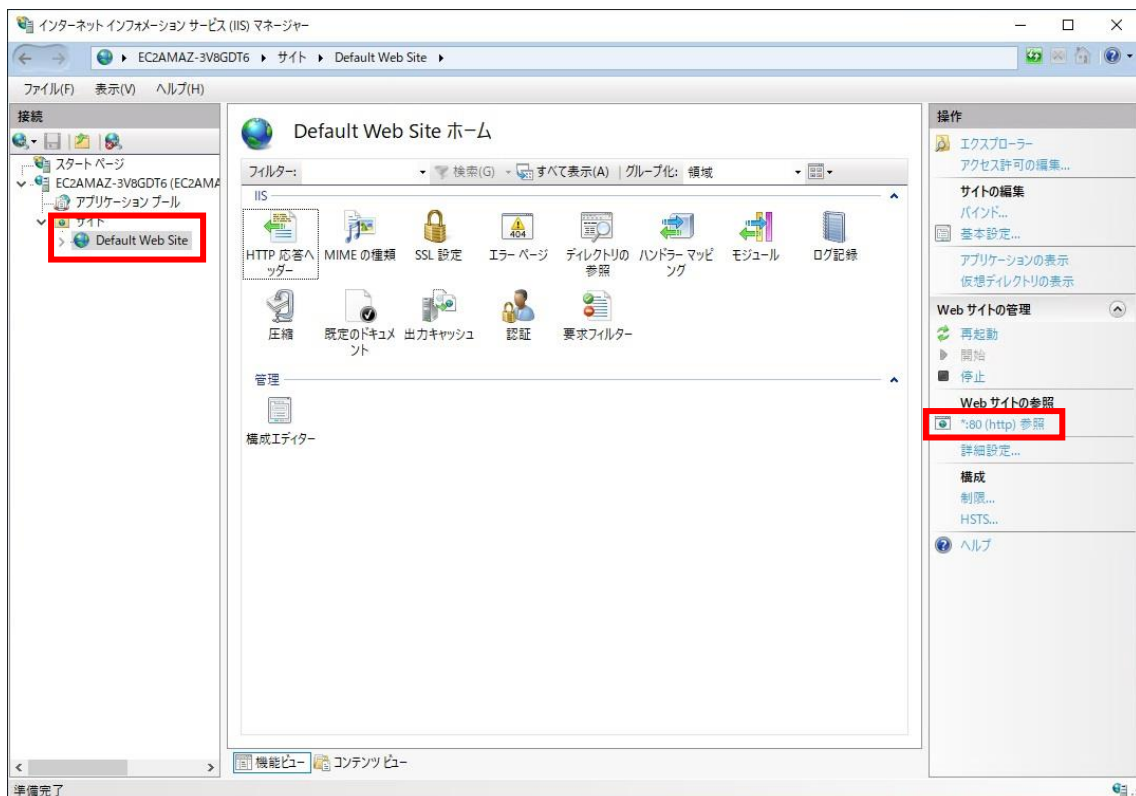 インターネット インフォメーション サービス (IIS) マネージャー
EC2AMAZ-3V8GDT6 サイト Default Web Site
ファイル(F) 表示(V) ヘルプ(H)
接続
スタート ページ
EC2AMAZ-3V8GDT6 (EC2AMA
アプリケーション プール
サイト
Default Web Site
Default Web Site ホーム
フィルター: 検索(G) すべて表示(A) グループ化: 領域
IIS
HTTP 応答ヘ
ッダー
MIME の種類
SSL 設定
404
エラー ページ
ディレクトリの
参照
ハンドラー マッピ
ング
モジュール
ログ記録
圧縮
既定のドキュメ
ント
出力キャッシュ
認証
要求フィルター
管理
構成エディター
機能ビュー コンテンツ ビュー
操作
エクスプローラー
アクセス許可の編集...
サイトの編集
バインド...
基本設定...
アプリケーションの表示
仮想ディレクトリの表示
Web サイトの管理
再起動
開始
停止
Web サイトの参照
*:80 (http) 参照
詳細設定...
構成
制限...
HSTS...
ヘルプ
準備完了